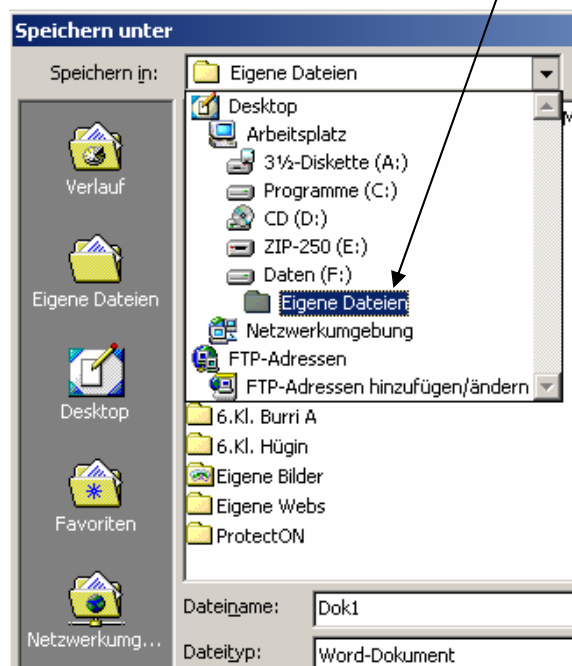 Speichern unter
Speichern in: Eigene Dateien
Desktop
Arbeitsplatz
3½-Diskette (A:)
Programme (C:)
CD (D:)
ZIP-250 (E:)
Daten (F:)
Eigene Dateien
Netzwerkumgebung
FTP-Adressen
FTP-Adressen hinzufügen/ändern
Verlauf
Eigene Dateien
Desktop
Favoriten
Netzwerkumg...
6.Kl. Burri A
6.Kl. Hügin
Eigene Bilder
Eigene Webs
ProtectON
Dateiname: Dok1
Dateityp: Word-Dokument